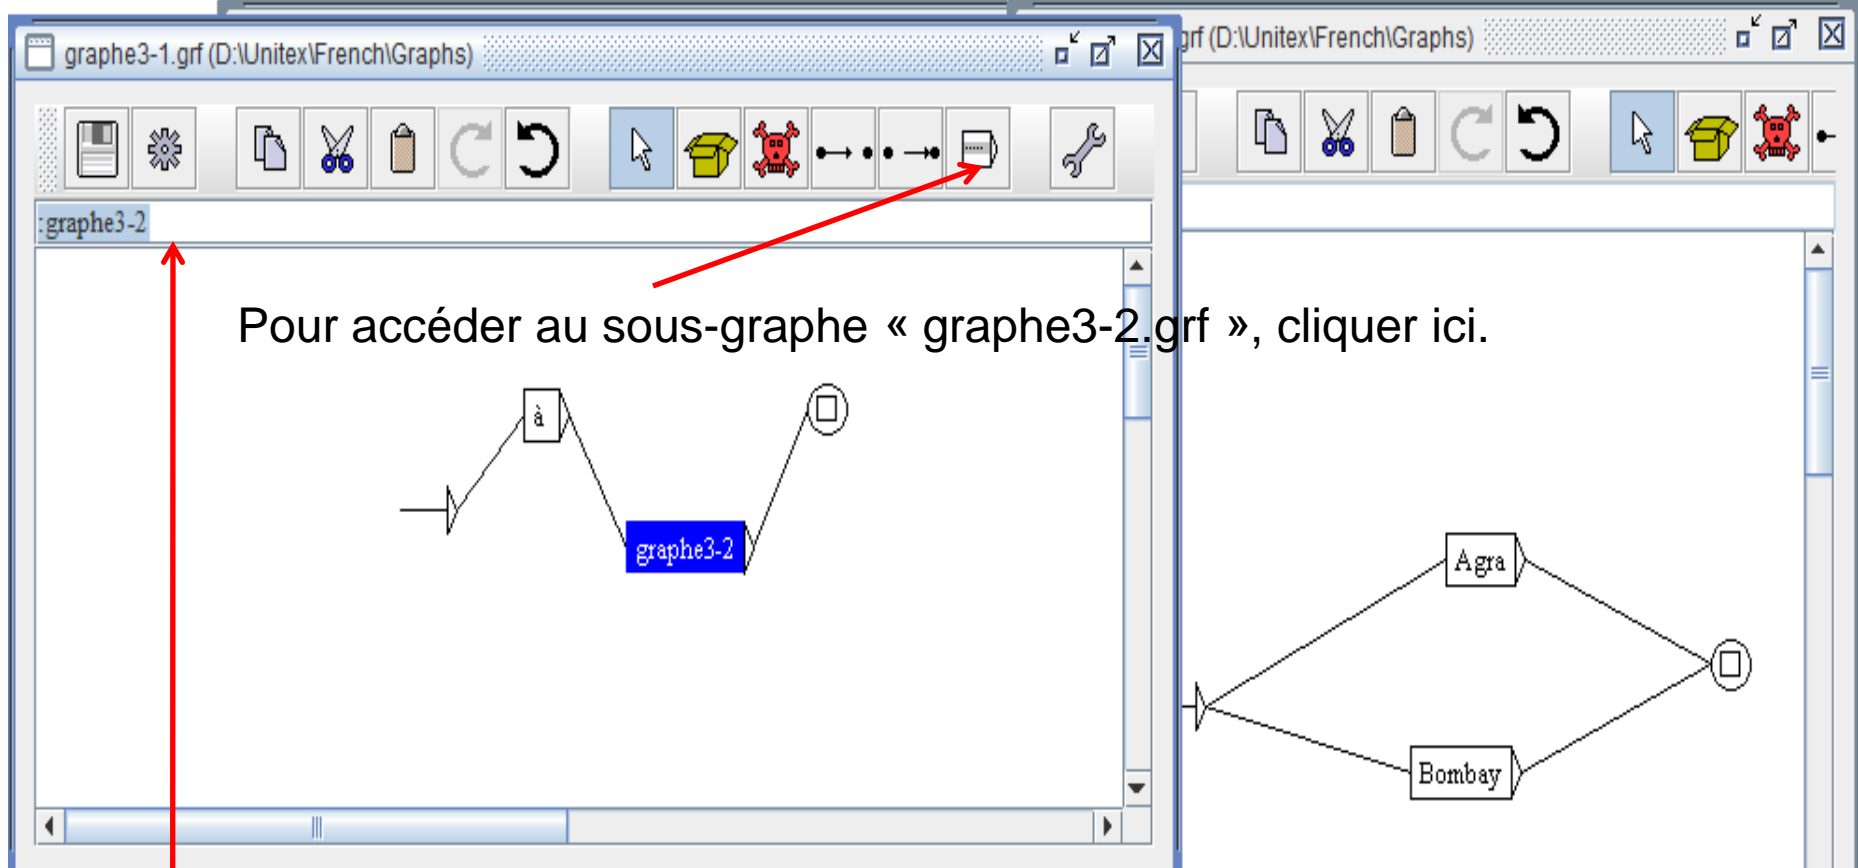 graphe3-1.grf (D:\Unitex\French\Graphs)
grf (D:\Unitex\French\Graphs)
:graphe3-2
Pour accéder au sous-graphe « graphe3-2.grf », cliquer ici.
à
graphe3-2
Agra
Bombay